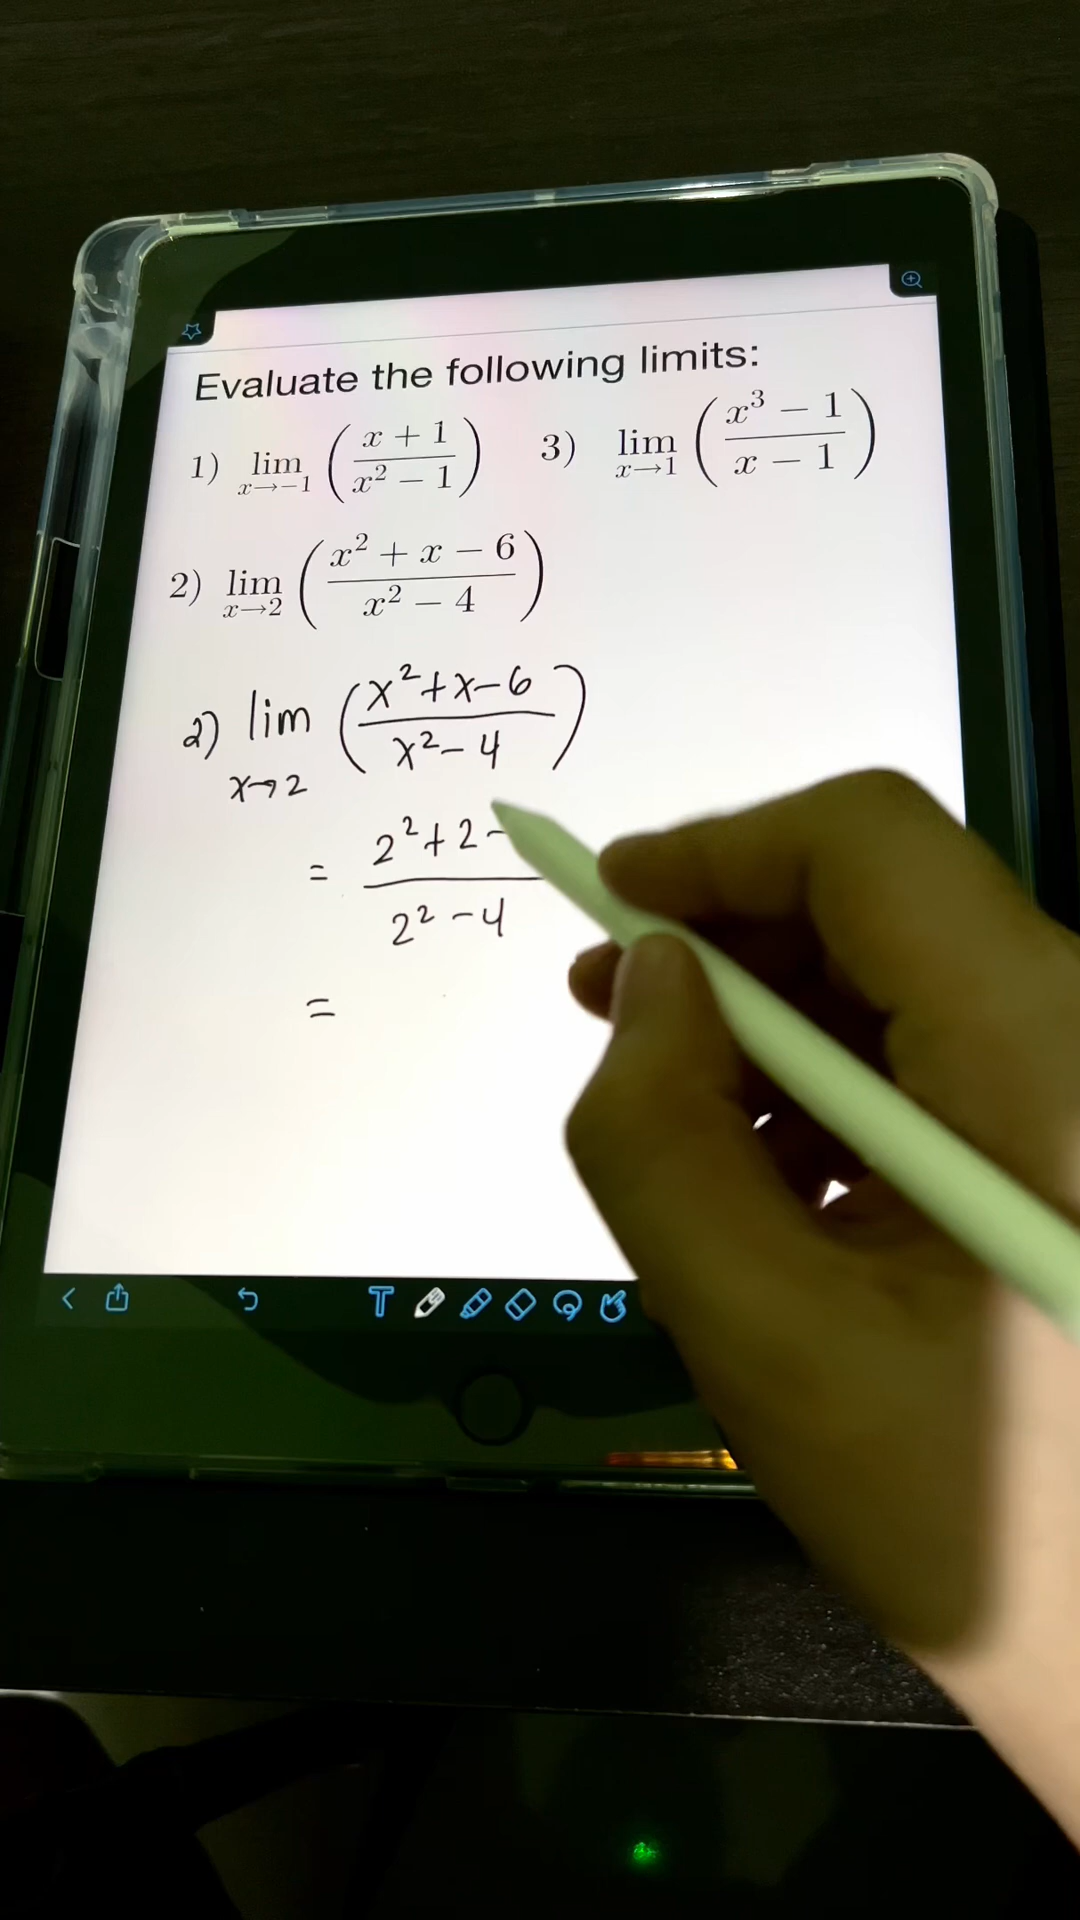 Evaluate the following limits:
1) lim x→-1 ( (x + 1) / (x² − 1) )
3) lim x→1 ( (x³ − 1) / (x − 1) )
2) lim x→2 ( (x² + x − 6) / (x² − 4) )
2) lim x→2 ( (x² + x − 6) / (x² − 4) )
= (2² + 2 −) / (2² − 4)
=
T